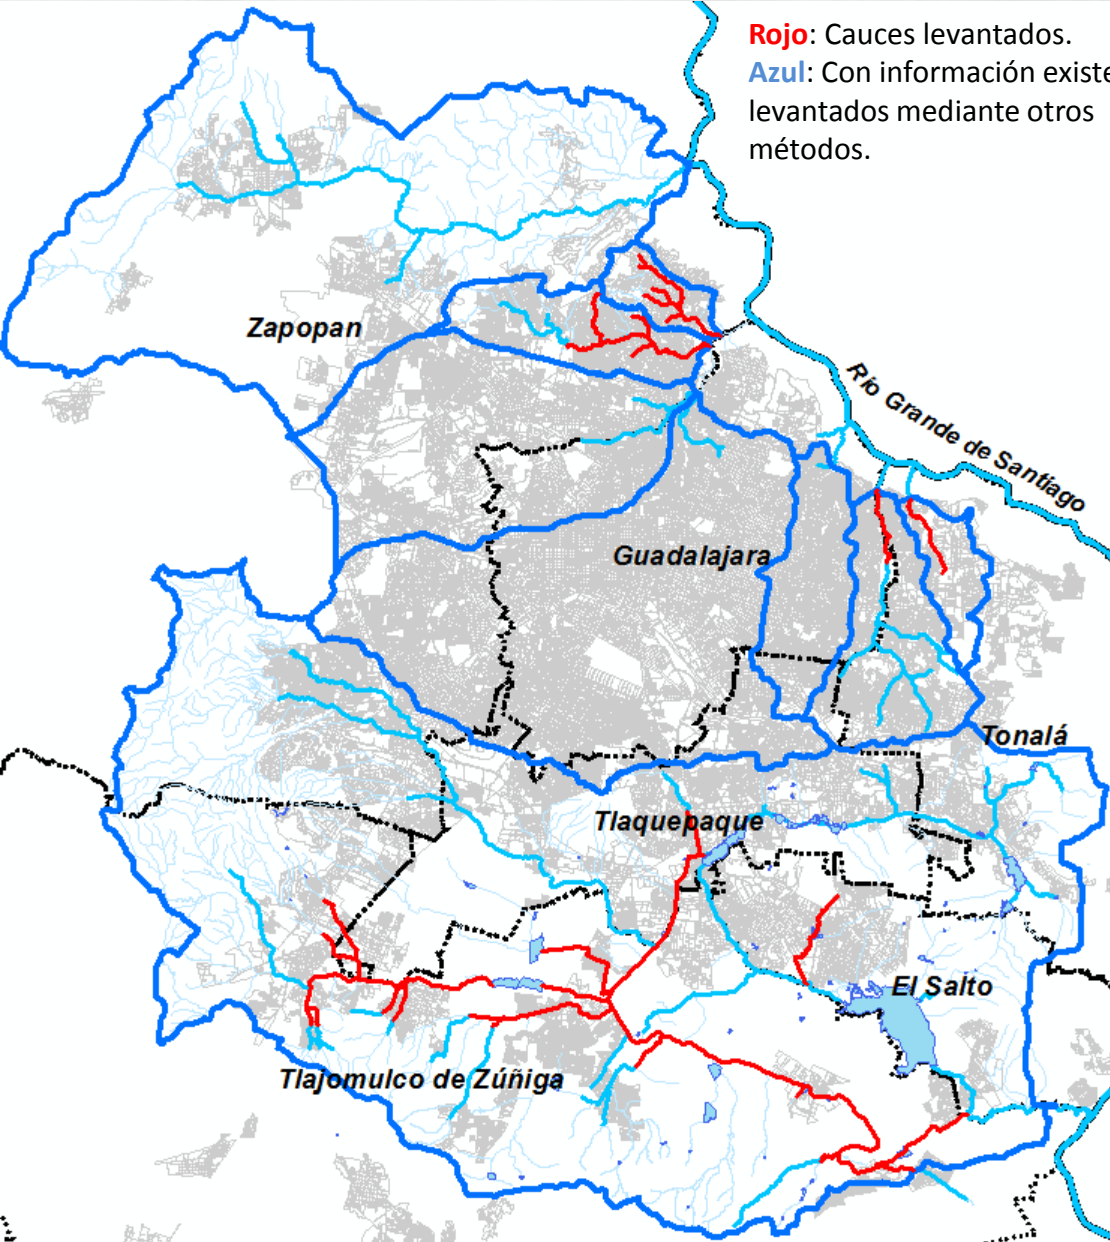 Rojo: Cauces levantados.
Azul: Con información existe
levantados mediante otros
métodos.
Zapopan
Río Grande de Santiago
Guadalajara
Tonalá
Tlaquepaque
El Salto
Tlajomulco de Zúñiga